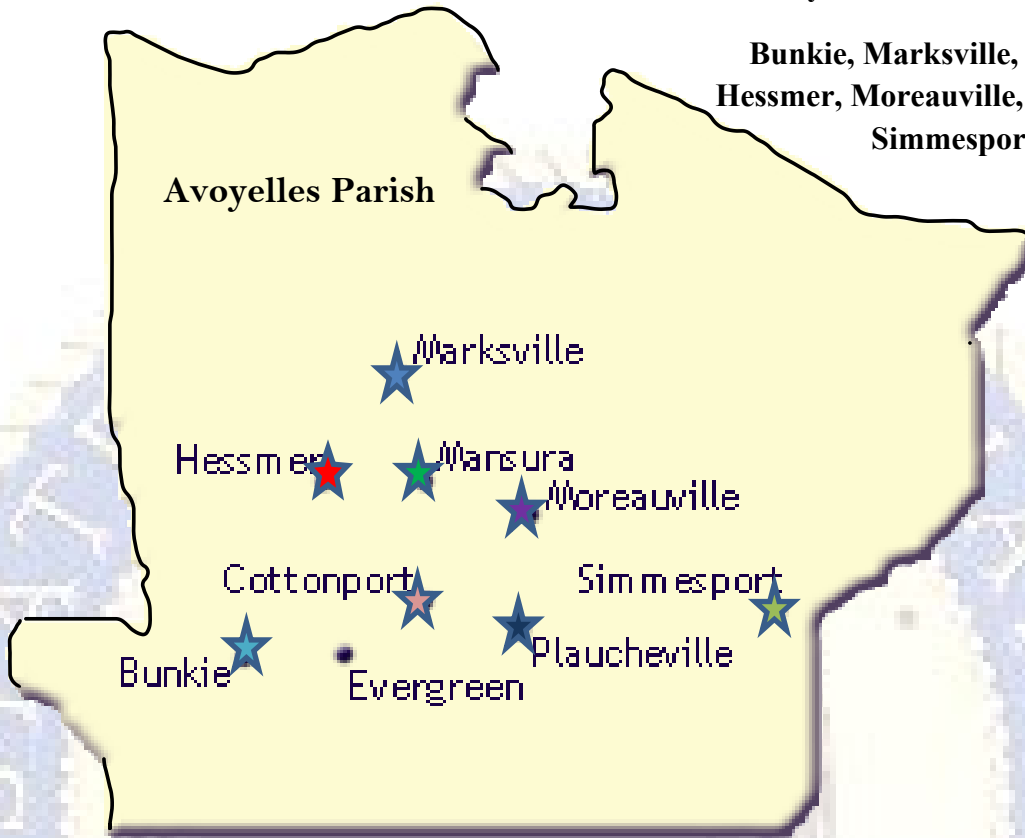 Bunkie, Marksville,
Hessmer, Moreauville,
Simmespor
Avoyelles Parish
Marksville
Hessmer
Mansura
Moreauville
Cottonport
Simmesport
Bunkie
Plaucheville
Evergreen